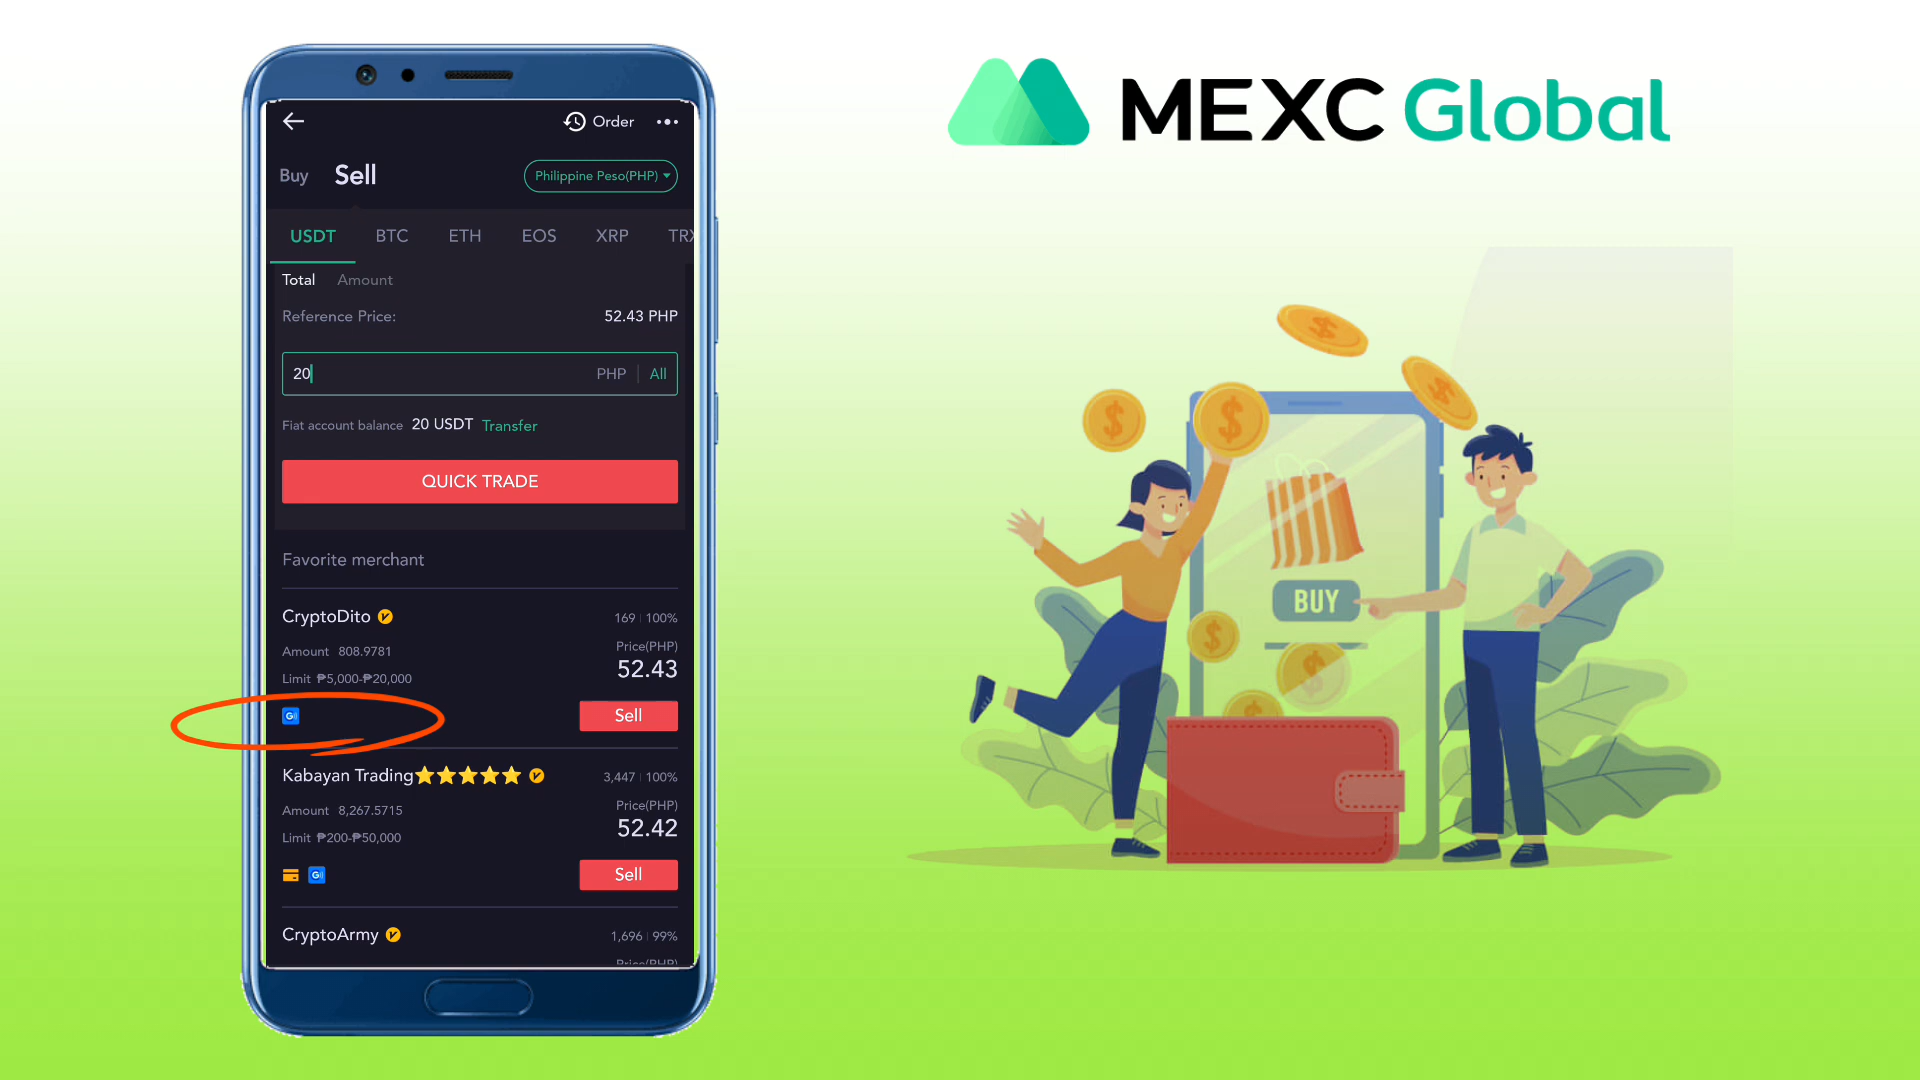 MEXC Global
Order
Buy Sell Philippine Peso(PHP)
USDT BTC ETH EOS XRP TRX
Total Amount
Reference Price: 52.43 PHP
20 PHP All
Fiat account balance 20 USDT Transfer
QUICK TRADE
Favorite merchant
CryptoDito 169 | 100%
Amount 808.9781 Price(PHP)
52.43
Limit ₱5,000-₱20,000
G Sell
Kabayan Trading⭐⭐⭐⭐⭐ 3,447 | 100%
Amount 8,267.5715 Price(PHP)
52.42
Limit ₱200-₱50,000
G Sell
CryptoArmy 1,696 | 99%
Price(PHP)
BUY